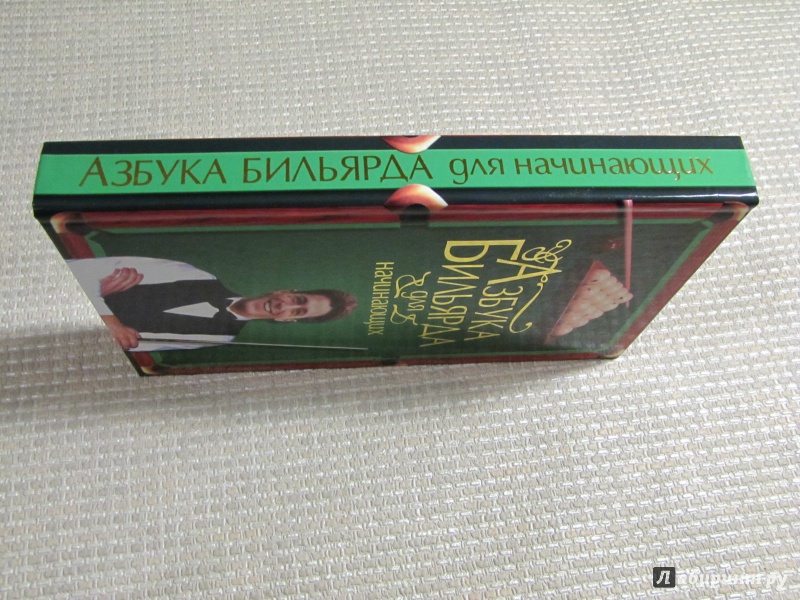 АЗБУКА БИЛЬЯРДА для начинающих
АЗБУКА
БИЛЬЯРДА
для
начинающих
Лабиринт.ру